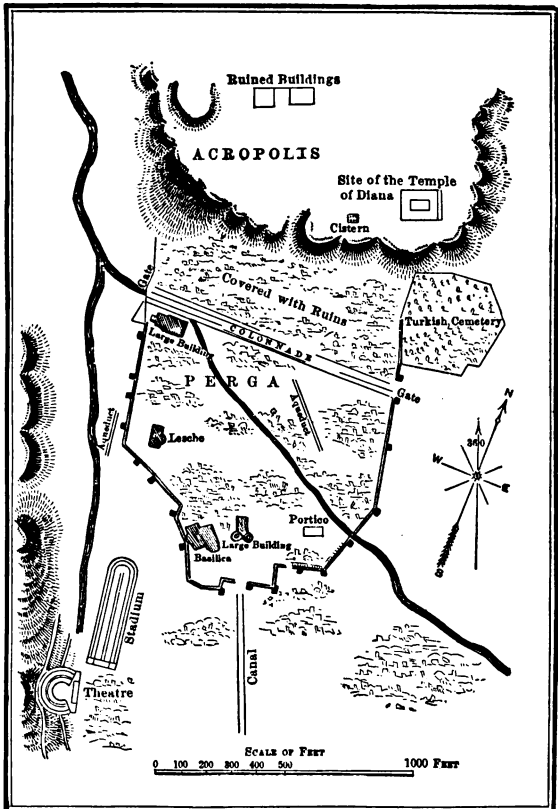 Ruined Buildings
ACROPOLIS
Site of the Temple
of Diana
Cistern
Gate
Covered with Ruins
Turkish Cemetery
Large Building
COLONNADE
PERGA
Gate
Aqueduct
Aqueduct
Lesche
N
360
W
E
S
Portico
Large Building
Basilica
Stadium
Canal
Theatre
SCALE OF FEET
0 100 200 300 400 500 1000 FEET